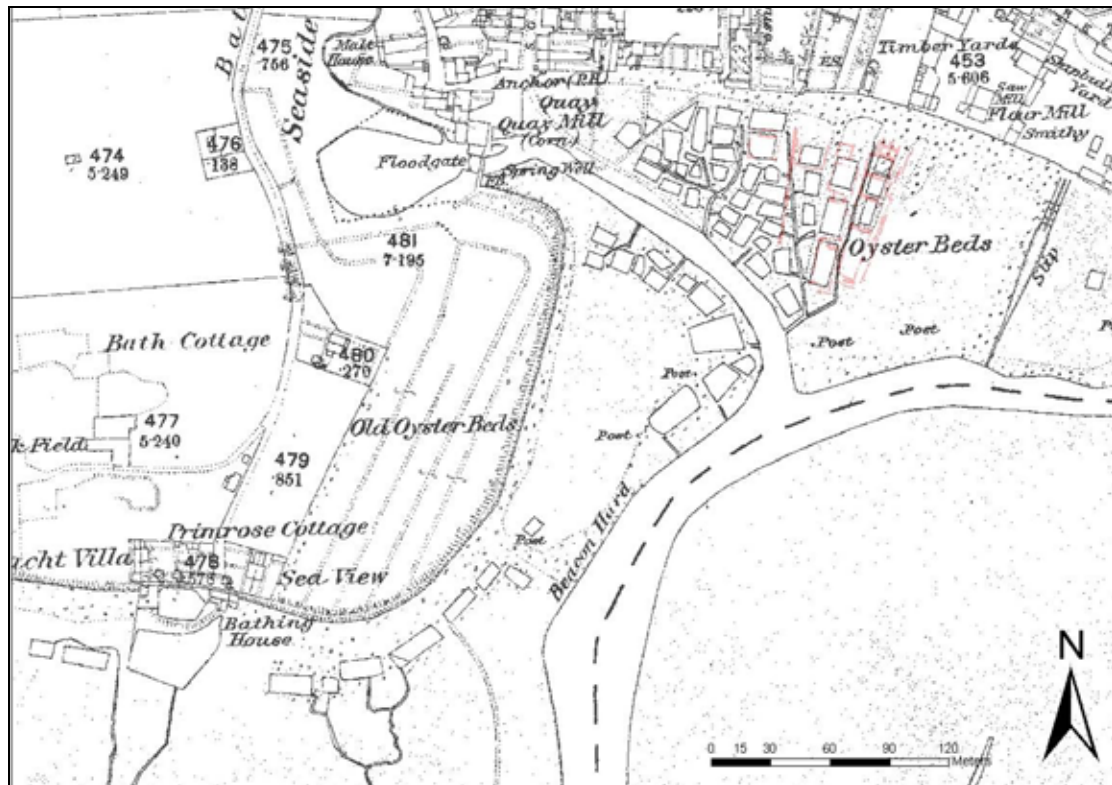 475
756
Seaside
Malt
House
Anchor (P.H.
Quay
Quay Mill
(Corn)
Timber Yards
453
5·606
Saw
Mill
Flour Mill
Smithy
474
5·249
476
·138
Floodgate
F.B.
Spring Well
481
7·195
Oyster Beds
Slip
Post
Post
Bath Cottage
480
·270
Post
477
5·240
k Field
Old Oyster Beds
Post
479
·851
Beacon Hard
Primrose Cottage
Post
acht Villa
478
·578
Sea View
Bathing
House
N
0 15 30 60 90 120
Meters